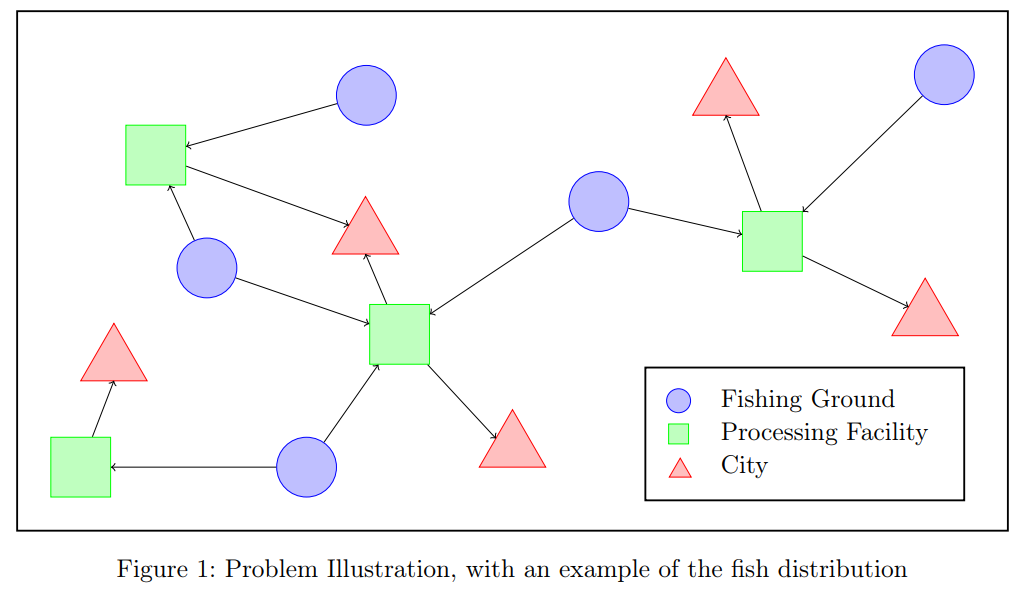 Fishing Ground
Processing Facility
City
Figure 1: Problem Illustration, with an example of the fish distribution